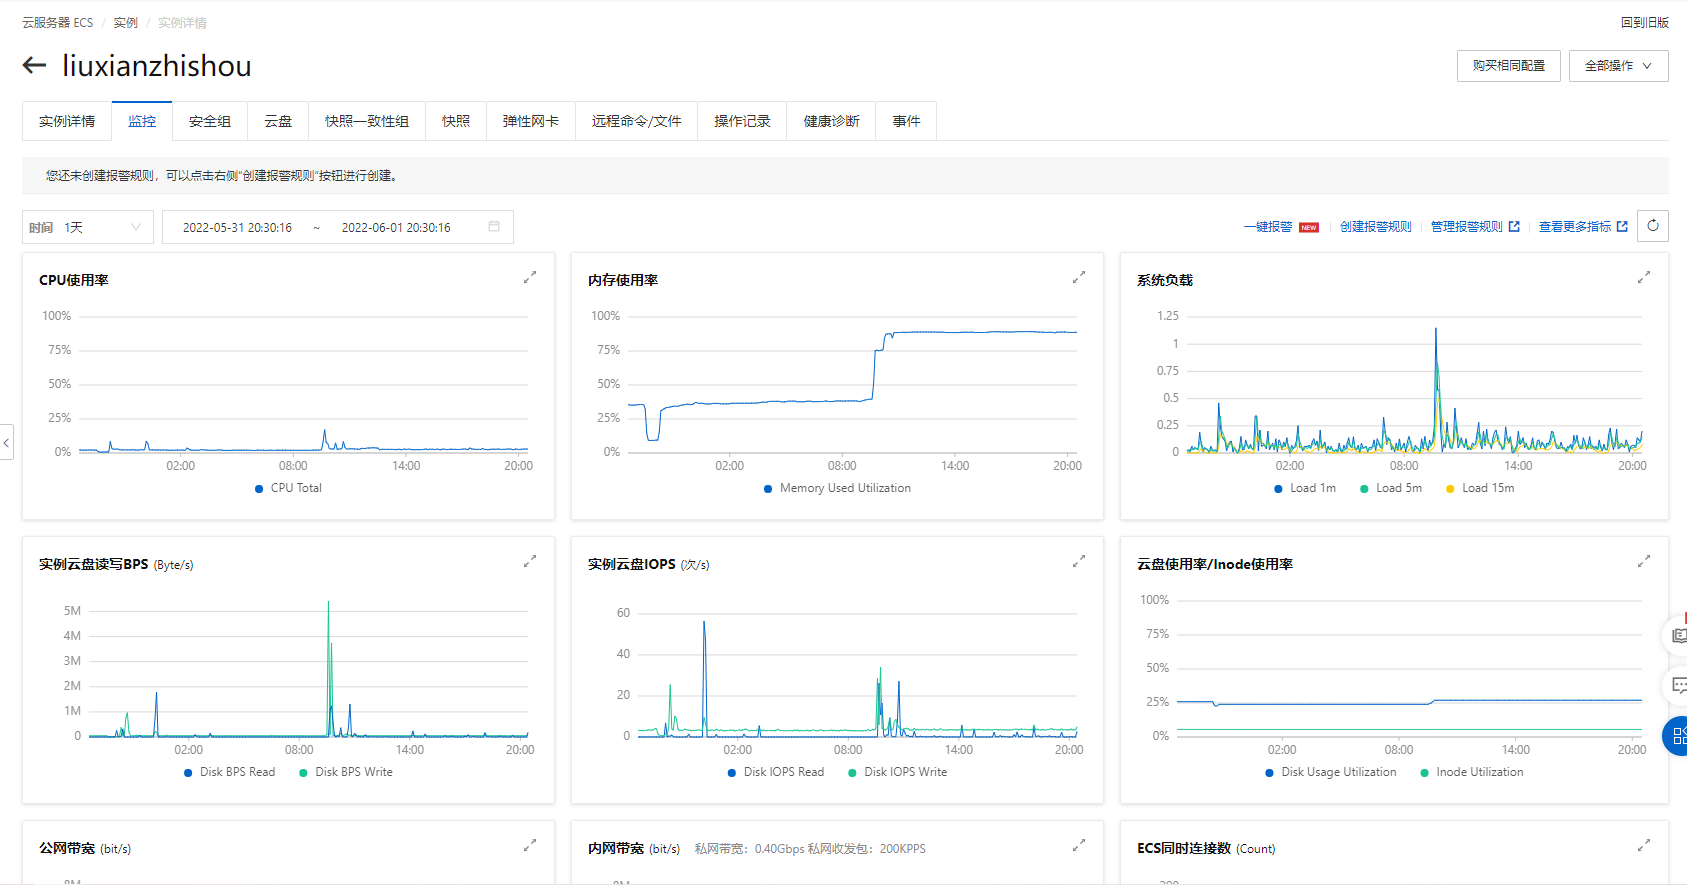 云服务器 ECS / 实例 / 实例详情
回到旧版
liuxianzhishou
购买相同配置 全部操作
实例详情 监控 安全组 云盘 快照一致性组 快照 弹性网卡 远程命令/文件 操作记录 健康诊断 事件
您还未创建报警规则，可以点击右侧"创建报警规则"按钮进行创建。
时间 1天 2022-05-31 20:30:16 ~ 2022-06-01 20:30:16
一键报警 NEW 创建报警规则 管理报警规则 查看更多指标
CPU使用率
100%
75%
50%
25%
0%
02:00 08:00 14:00 20:00
CPU Total
内存使用率
100%
75%
50%
25%
0%
02:00 08:00 14:00 20:00
Memory Used Utilization
系统负载
1.25
1
0.75
0.5
0.25
0
02:00 08:00 14:00 20:00
Load 1m Load 5m Load 15m
实例云盘读写BPS (Byte/s)
5M
4M
3M
2M
1M
0
02:00 08:00 14:00 20:00
Disk BPS Read Disk BPS Write
实例云盘IOPS (次/s)
60
40
20
0
02:00 08:00 14:00 20:00
Disk IOPS Read Disk IOPS Write
云盘使用率/Inode使用率
100%
75%
50%
25%
0%
02:00 08:00 14:00 20:00
Disk Usage Utilization Inode Utilization
公网带宽 (bit/s)
内网带宽 (bit/s) 私网带宽：0.40Gbps 私网收发包：200KPPS
ECS同时连接数 (Count)